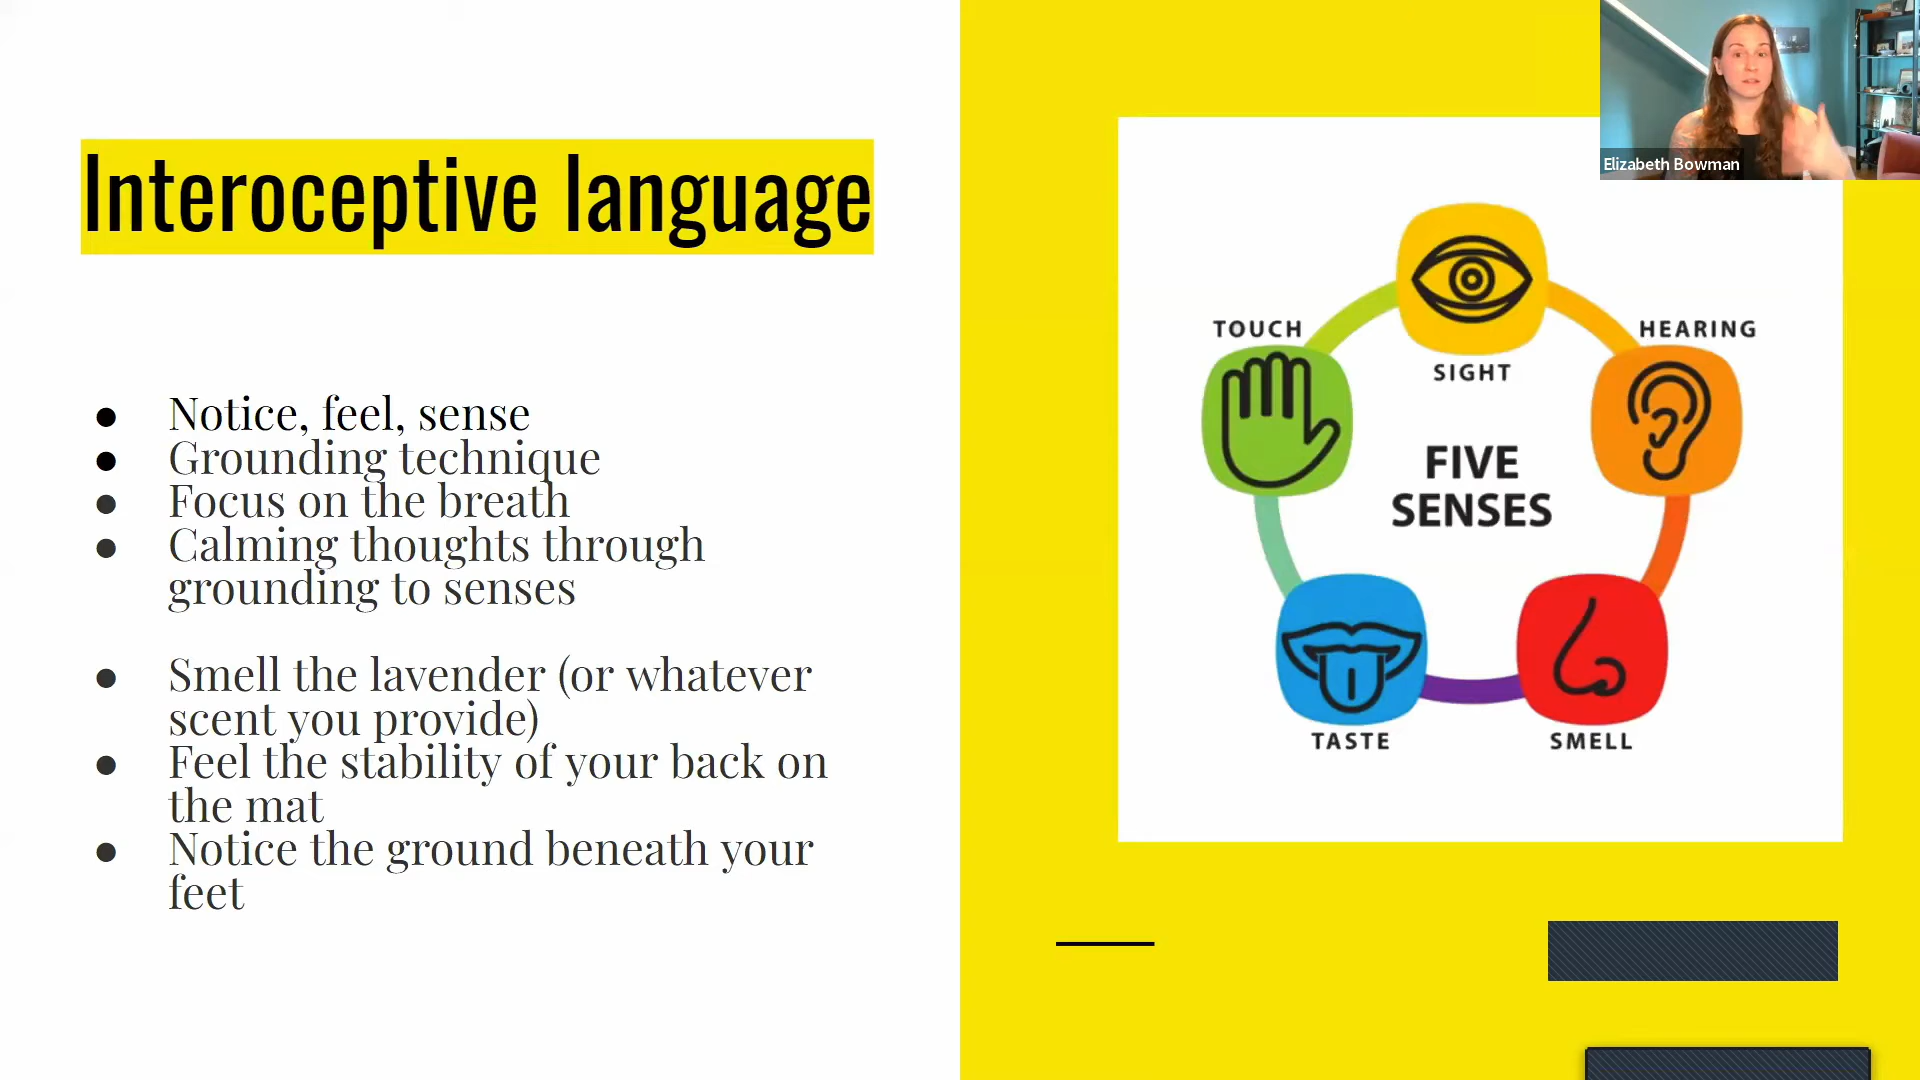 Interoceptive language
● Notice, feel, sense
● Grounding technique
● Focus on the breath
● Calming thoughts through
grounding to senses
● Smell the lavender (or whatever
scent you provide)
● Feel the stability of your back on
the mat
● Notice the ground beneath your
feet
Elizabeth Bowman
TOUCH
HEARING
SIGHT
FIVE
SENSES
TASTE
SMELL